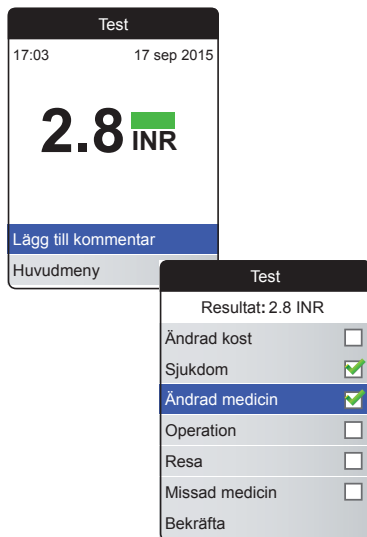 Test
17:03 17 sep 2015
2.8 INR
Lägg till kommentar
Huvudmeny
Test
Resultat: 2.8 INR
Ändrad kost
Sjukdom
Ändrad medicin
Operation
Resa
Missad medicin
Bekräfta